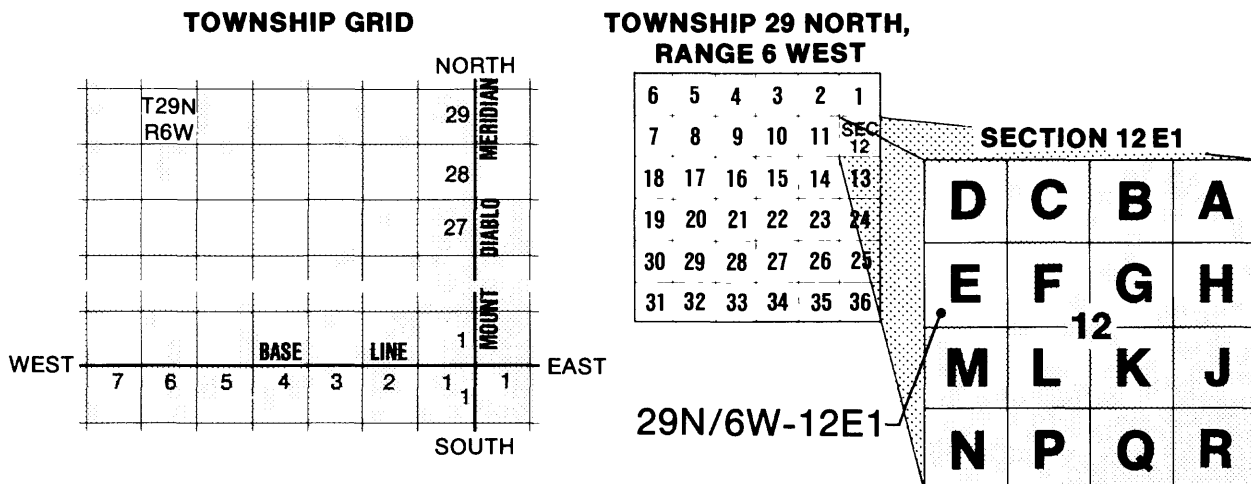 TOWNSHIP GRID
NORTH
T29N
R6W
29
28
27
1
MOUNT DIABLO MERIDIAN
BASE LINE
WEST
EAST
7 6 5 4 3 2 1 1
1
SOUTH
TOWNSHIP 29 NORTH,
RANGE 6 WEST
6 5 4 3 2 1
7 8 9 10 11 SEC 12
18 17 16 15 14 13
19 20 21 22 23 24
30 29 28 27 26 25
31 32 33 34 35 36
SECTION 12 E1
D C B A
E F G H
12
M L K J
N P Q R
29N/6W-12E1